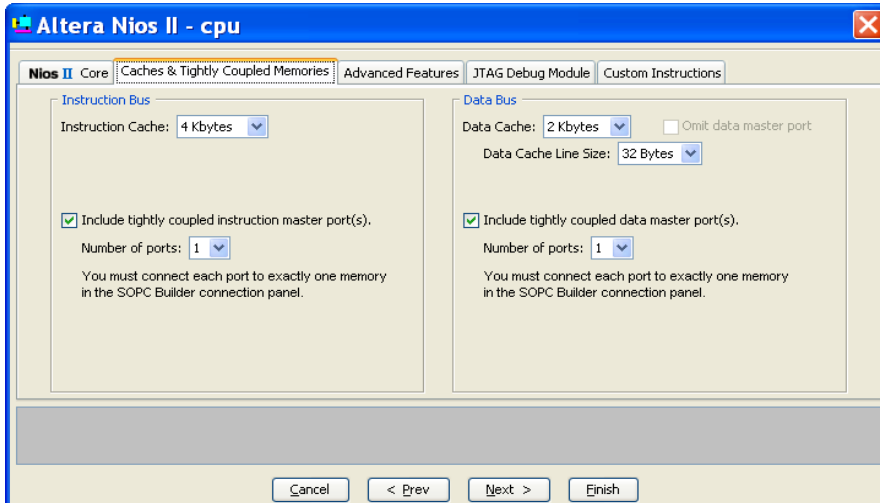 Altera Nios II - cpu
Nios II Core Caches & Tightly Coupled Memories Advanced Features JTAG Debug Module Custom Instructions
Instruction Bus
Instruction Cache: 4 Kbytes
Include tightly coupled instruction master port(s).
Number of ports: 1
You must connect each port to exactly one memory
in the SOPC Builder connection panel.
Data Bus
Data Cache: 2 Kbytes Omit data master port
Data Cache Line Size: 32 Bytes
Include tightly coupled data master port(s).
Number of ports: 1
You must connect each port to exactly one memory
in the SOPC Builder connection panel.
Cancel < Prev Next > Finish